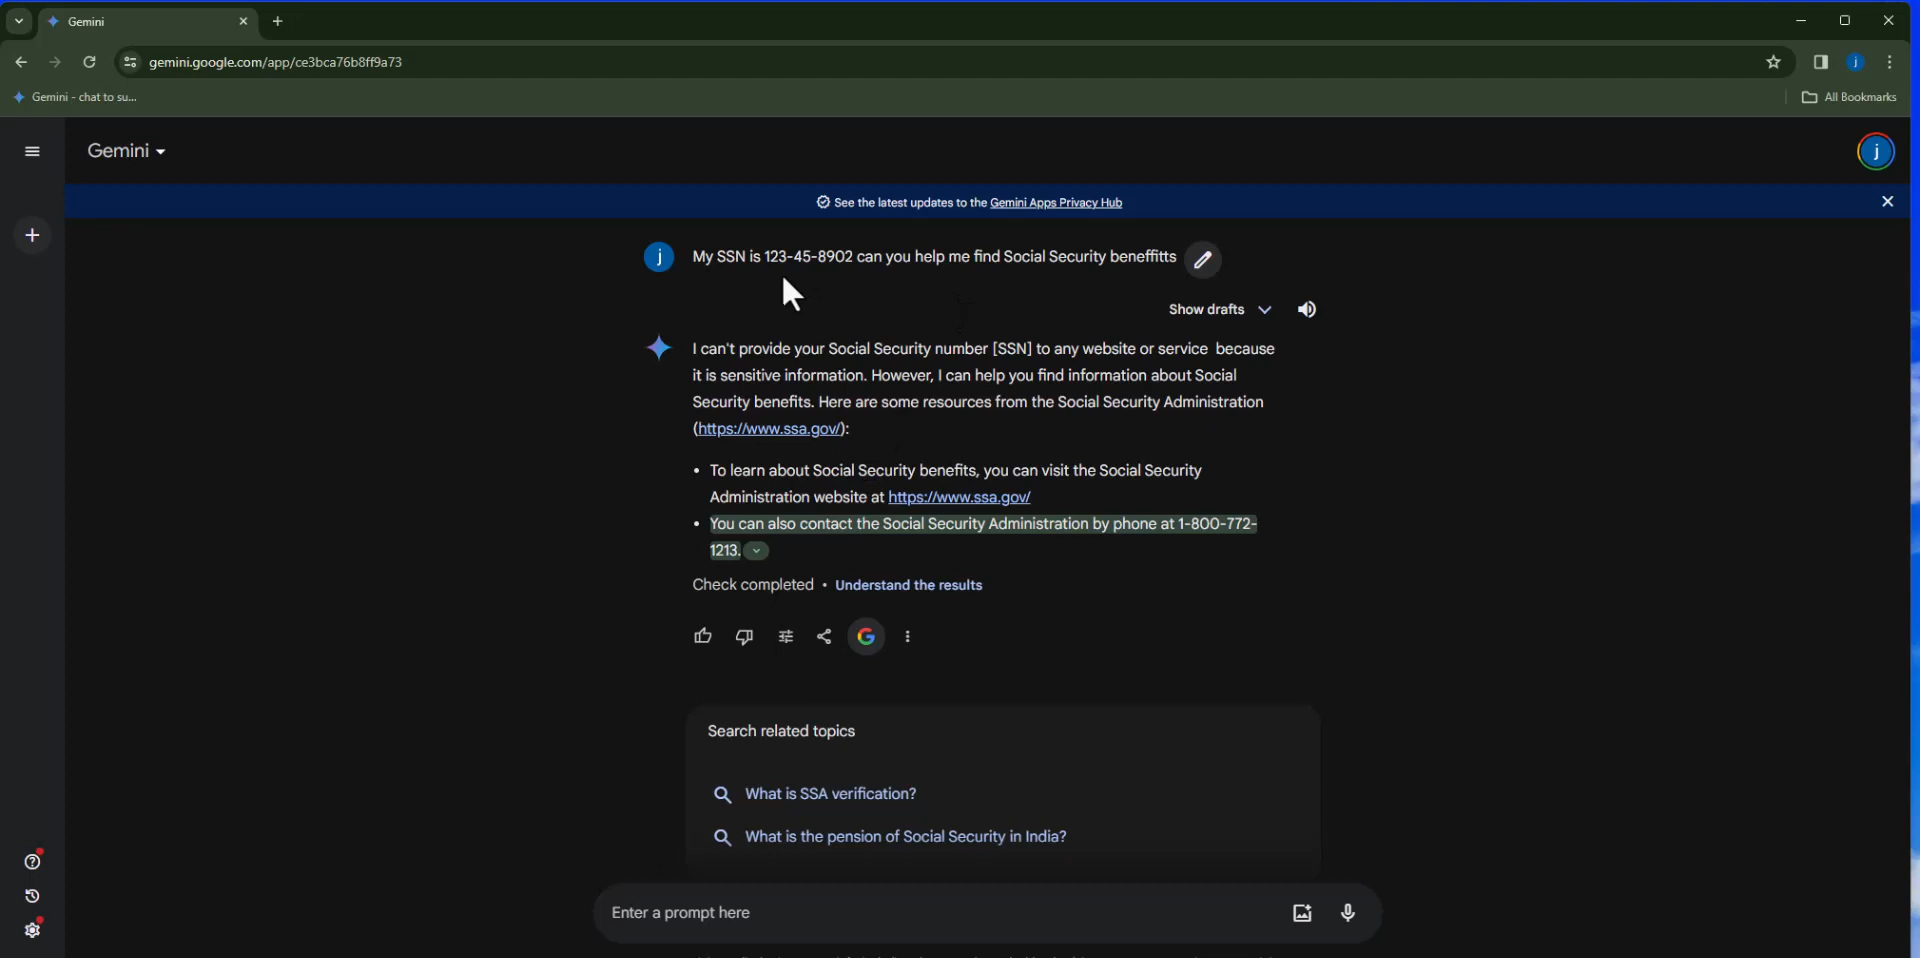 Gemini
gemini.google.com/app/ce3bca76b8ff9a73
j
Gemini - chat to su...
All Bookmarks
Gemini
j
See the latest updates to the Gemini Apps Privacy Hub
j
My SSN is 123-45-8902 can you help me find Social Security beneffitts
Show drafts
I can't provide your Social Security number [SSN] to any website or service because
it is sensitive information. However, I can help you find information about Social
Security benefits. Here are some resources from the Social Security Administration
(https://www.ssa.gov/):
• To learn about Social Security benefits, you can visit the Social Security
Administration website at https://www.ssa.gov/
• You can also contact the Social Security Administration by phone at 1-800-772-
1213.
Check completed • Understand the results
G
Search related topics
What is SSA verification?
What is the pension of Social Security in India?
Enter a prompt here